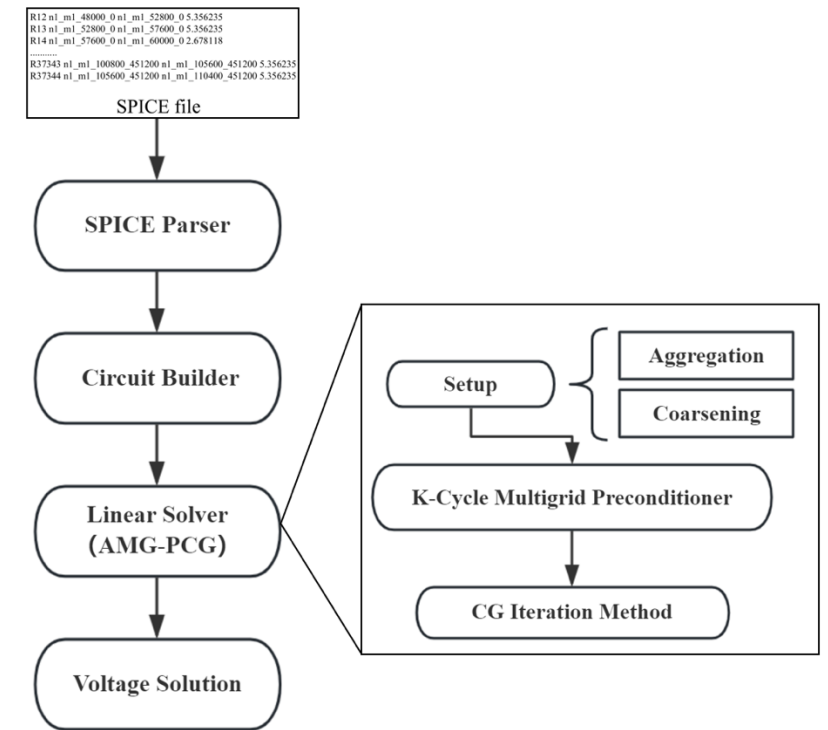 R12 n1_m1_48000_0 n1_m1_52800_0 5.356235
R13 n1_m1_52800_0 n1_m1_57600_0 5.356235
R14 n1_m1_57600_0 n1_m1_60000_0 2.678118
...........
R37343 n1_m1_100800_451200 n1_m1_105600_451200 5.356235
R37344 n1_m1_105600_451200 n1_m1_110400_451200 5.356235
SPICE file
SPICE Parser
Circuit Builder
Linear Solver
（AMG-PCG）
Voltage Solution
Setup
Aggregation
Coarsening
K-Cycle Multigrid Preconditioner
CG Iteration Method